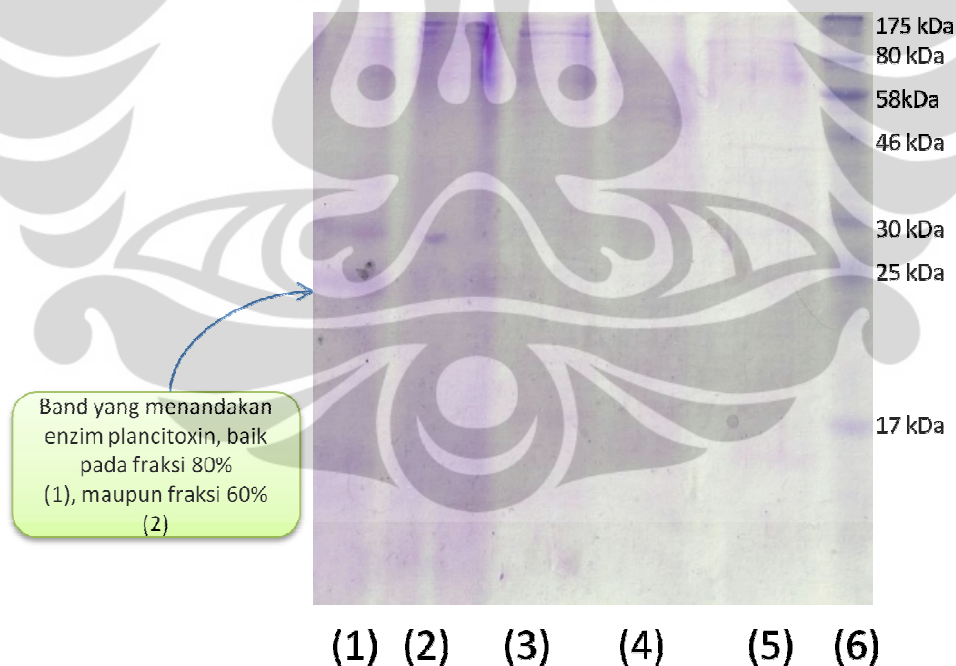 175 kDa
80 kDa
58kDa
46 kDa
30 kDa
25 kDa
17 kDa
Band yang menandakan
enzim plancitoxin, baik
pada fraksi 80%
(1), maupun fraksi 60%
(2)
(1) (2) (3) (4) (5) (6)